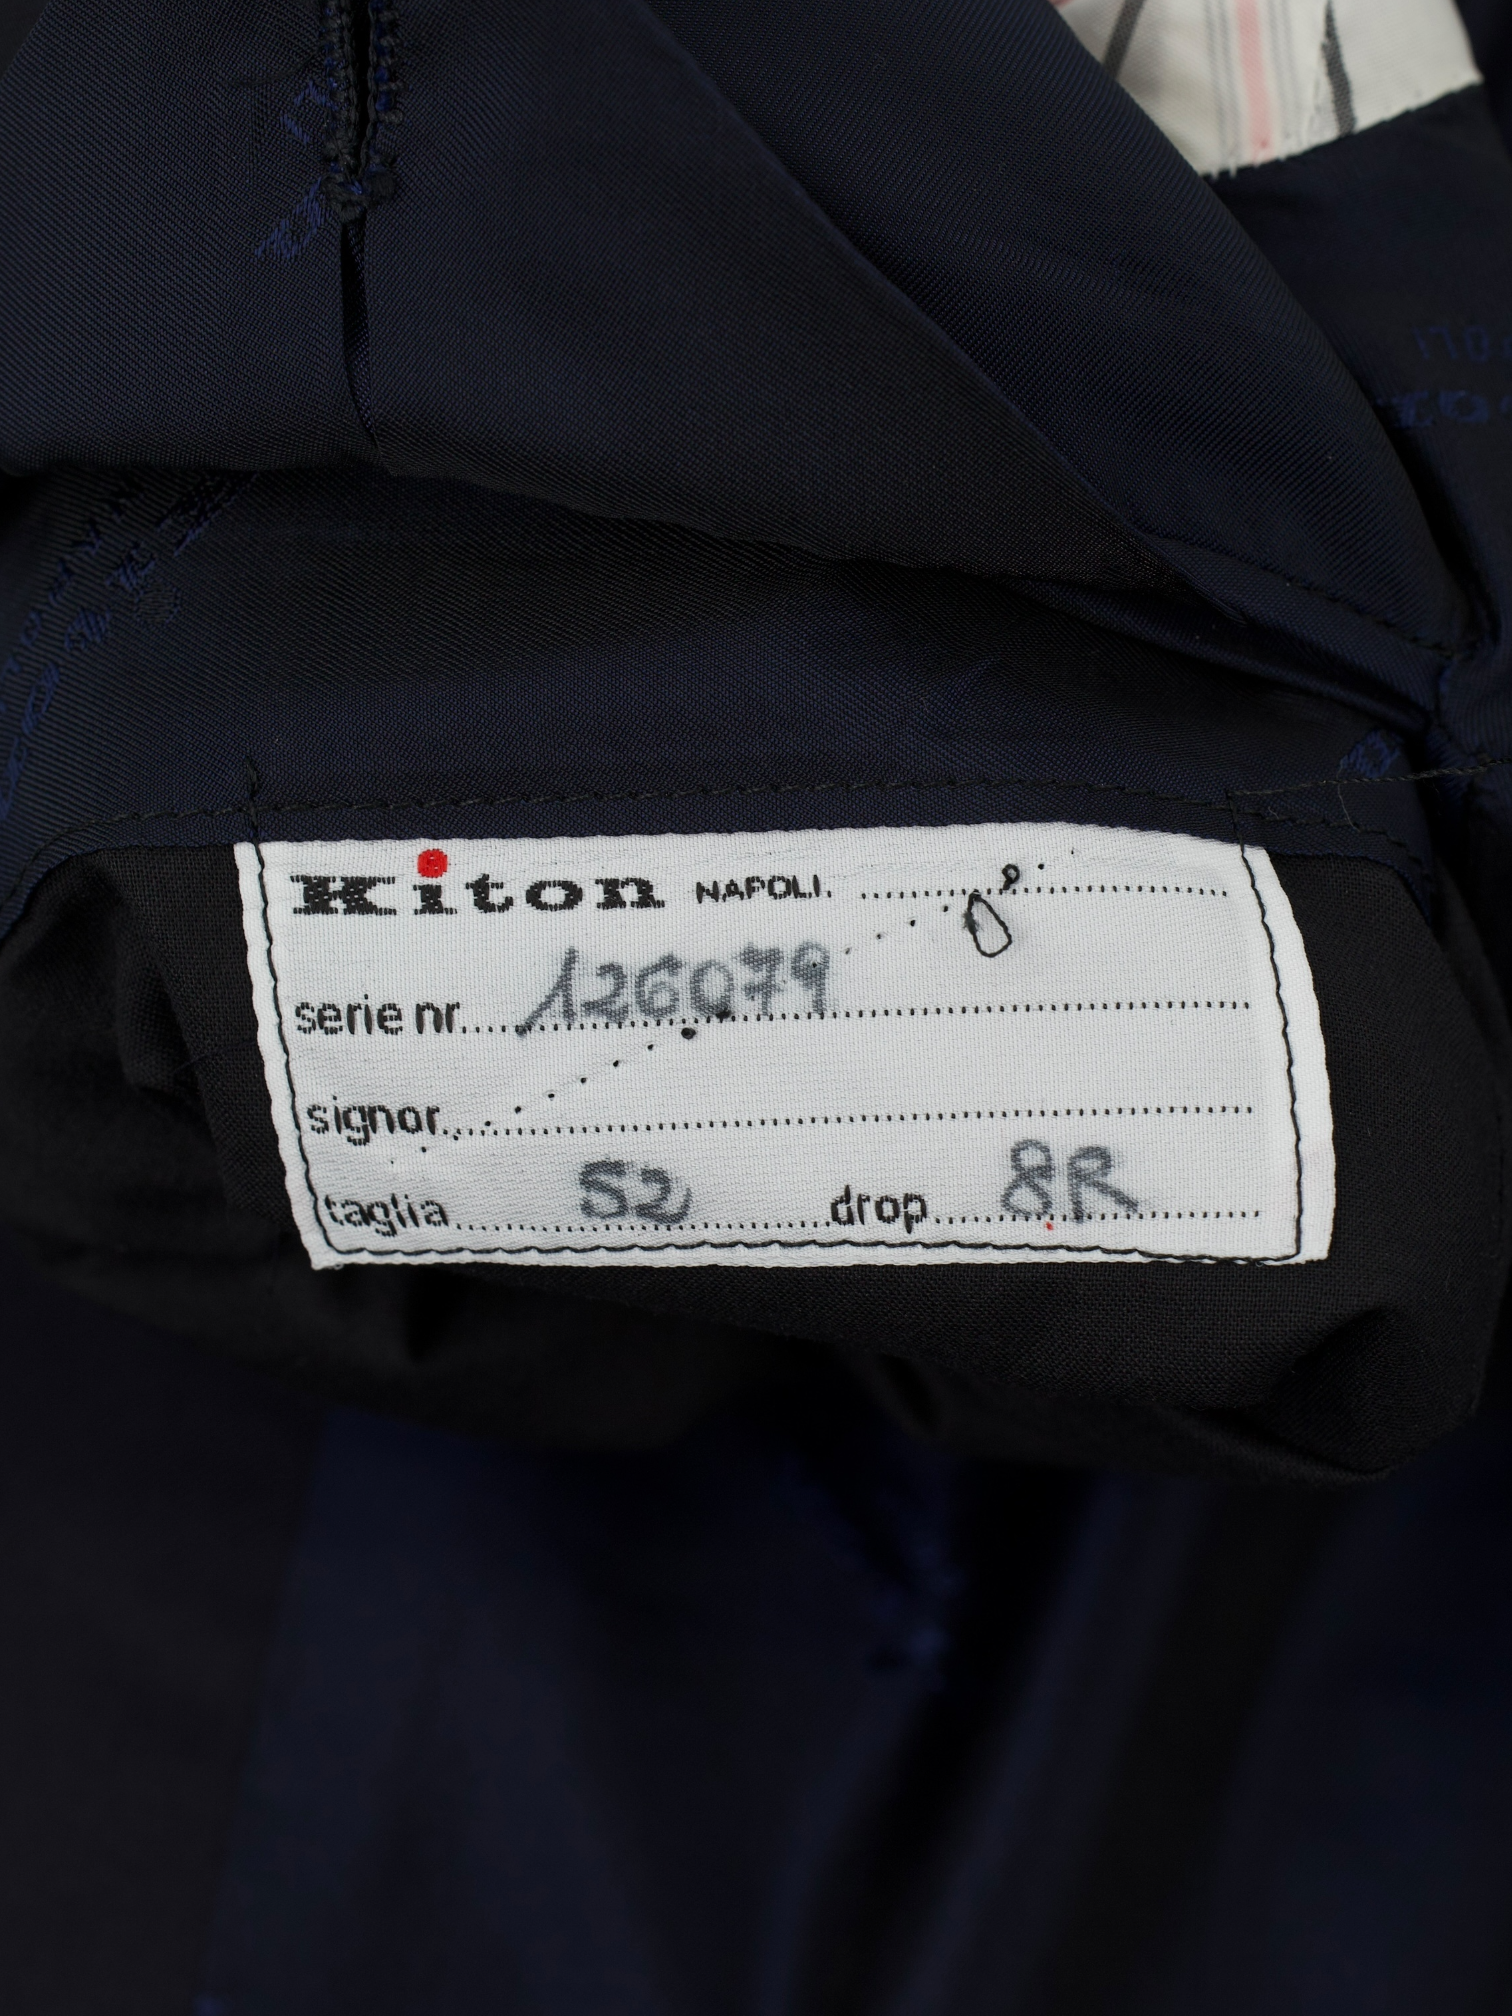 Kiton NAPOLI.
serie nr. 126079
signor.
taglia 52 drop 8R